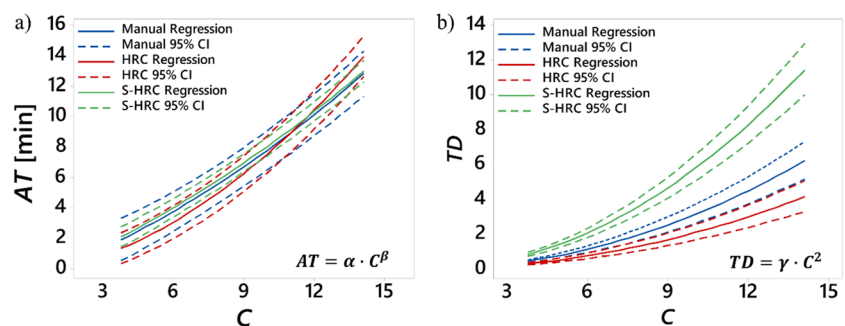 a)
AT [min]
16
14
12
10
8
6
4
2
0
Manual Regression
Manual 95% CI
HRC Regression
HRC 95% CI
S-HRC Regression
S-HRC 95% CI
AT = α · C^β
3 6 9 12 15
C
b)
TD
14
12
10
8
6
4
2
0
Manual Regression
Manual 95% CI
HRC Regression
HRC 95% CI
S-HRC Regression
S-HRC 95% CI
TD = γ · C²
3 6 9 12 15
C